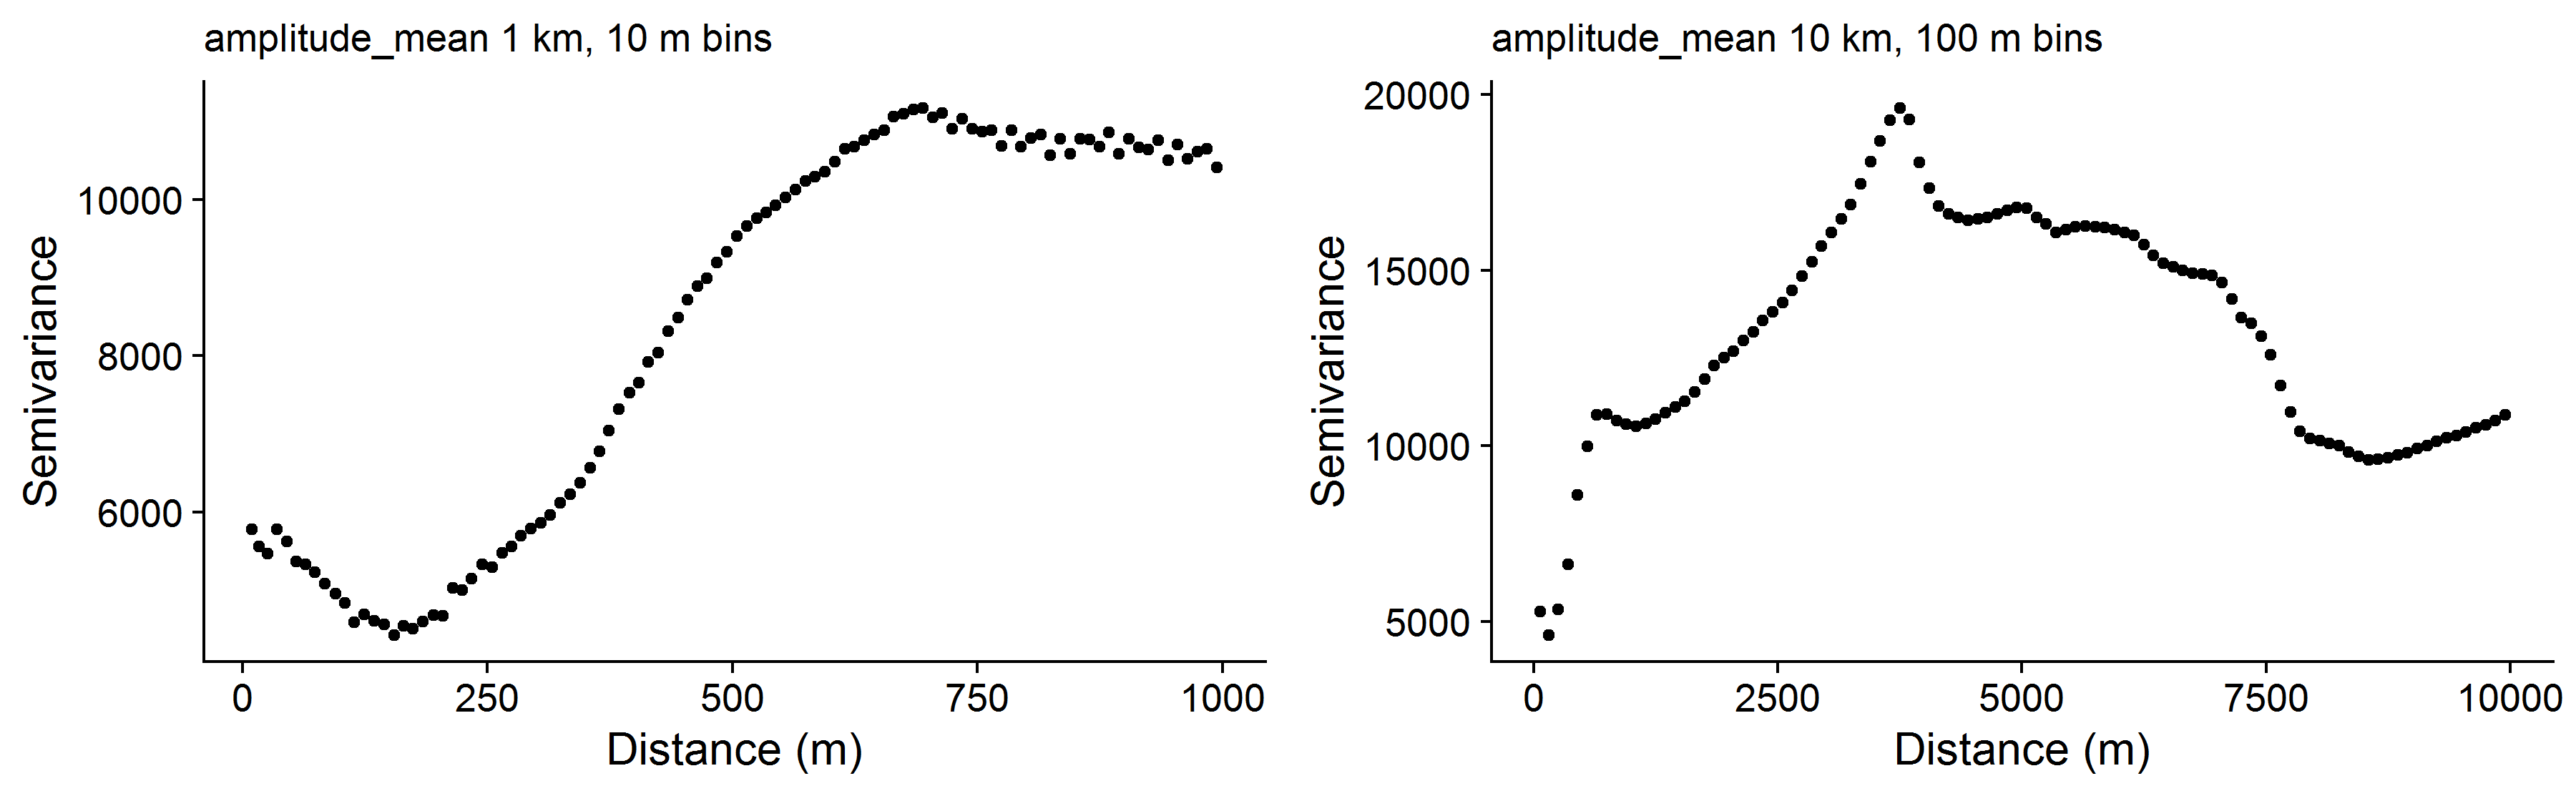 amplitude_mean 1 km, 10 m bins
Semivariance
10000
8000
6000
0 250 500 750 1000
Distance (m)
amplitude_mean 10 km, 100 m bins
Semivariance
20000
15000
10000
5000
0 2500 5000 7500 10000
Distance (m)